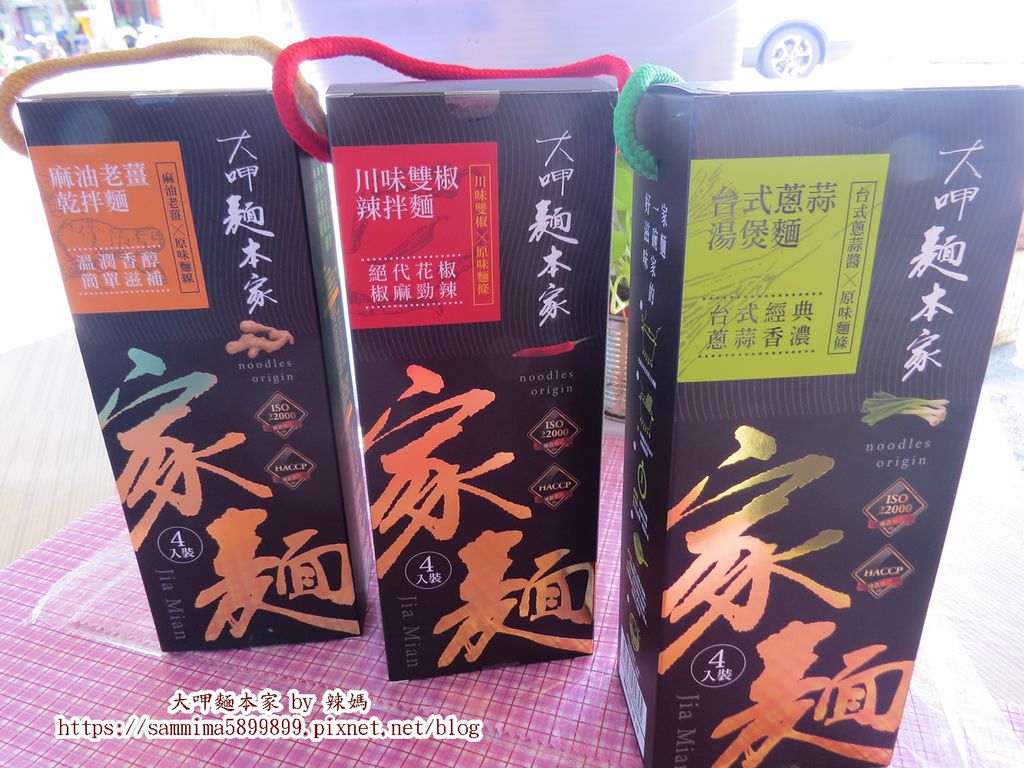 大呷麵本家
麻油老薑
乾拌麵
麻油老薑×原味麵線
溫潤香醇
簡單滋補
noodles
origin
ISO
22000
HACCP
家麵
4
入裝
Jia Mian
大呷麵本家
川味雙椒
辣拌麵
川味雙椒×原味麵條
絕代花椒
椒麻勁辣
noodles
origin
ISO
22000
HACCP
家麵
4
入裝
Jia Mian
大呷麵本家
台式蔥蒜
湯煲麵
台式蔥蒜醬×原味麵條
台式經典
蔥蒜香濃
noodles
origin
ISO
22000
HACCP
家麵
4
入裝
Jia Mian
大呷麵本家 by 辣媽
https://sammima5899899.pixnet.net/blog